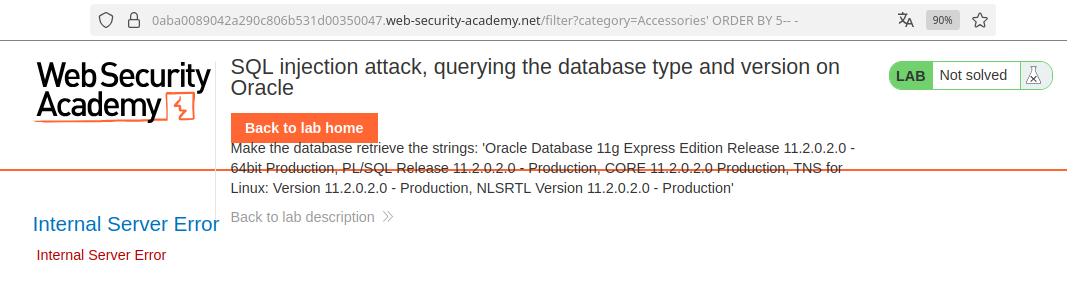 0aba0089042a290c806b531d00350047.web-security-academy.net/filter?category=Accessories' ORDER BY 5-- -
90%
WebSecurity
Academy
SQL injection attack, querying the database type and version on
Oracle
LAB Not solved
Back to lab home
Make the database retrieve the strings: 'Oracle Database 11g Express Edition Release 11.2.0.2.0 -
64bit Production, PL/SQL Release 11.2.0.2.0 - Production, CORE 11.2.0.2.0 Production, TNS for
Linux: Version 11.2.0.2.0 - Production, NLSRTL Version 11.2.0.2.0 - Production'
Back to lab description
Internal Server Error
Internal Server Error